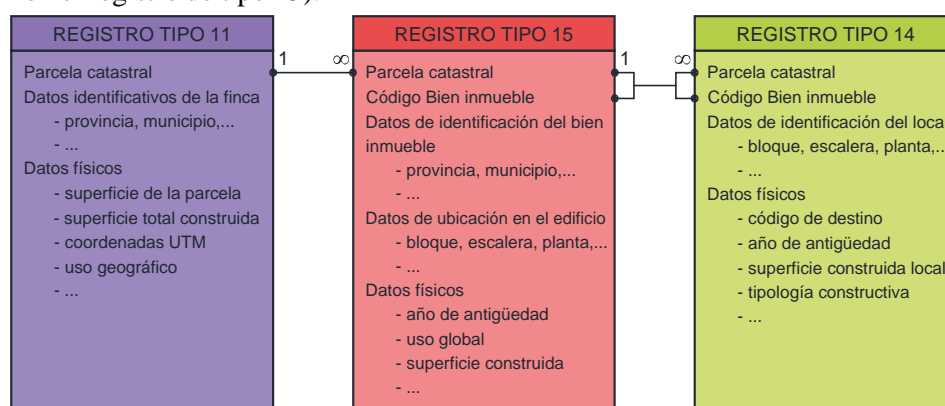 REGISTRO TIPO 11
Parcela catastral
Datos identificativos de la finca
- provincia, municipio,...
- ...
Datos físicos
- superficie de la parcela
- superficie total construida
- coordenadas UTM
- uso geográfico
- ...
1 ∞
REGISTRO TIPO 15
Parcela catastral
Código Bien inmueble
Datos de identificación del bien
inmueble
- provincia, municipio,...
- ...
Datos de ubicación en el edificio
- bloque, escalera, planta,...
- ...
Datos físicos
- año de antigüedad
- uso global
- superficie construida
- ...
1 ∞
REGISTRO TIPO 14
Parcela catastral
Código Bien inmueble
Datos de identificación del loca
- bloque, escalera, planta,..
- ...
Datos físicos
- código de destino
- año de antigüedad
- superficie construida local
- tipología constructiva
- ...